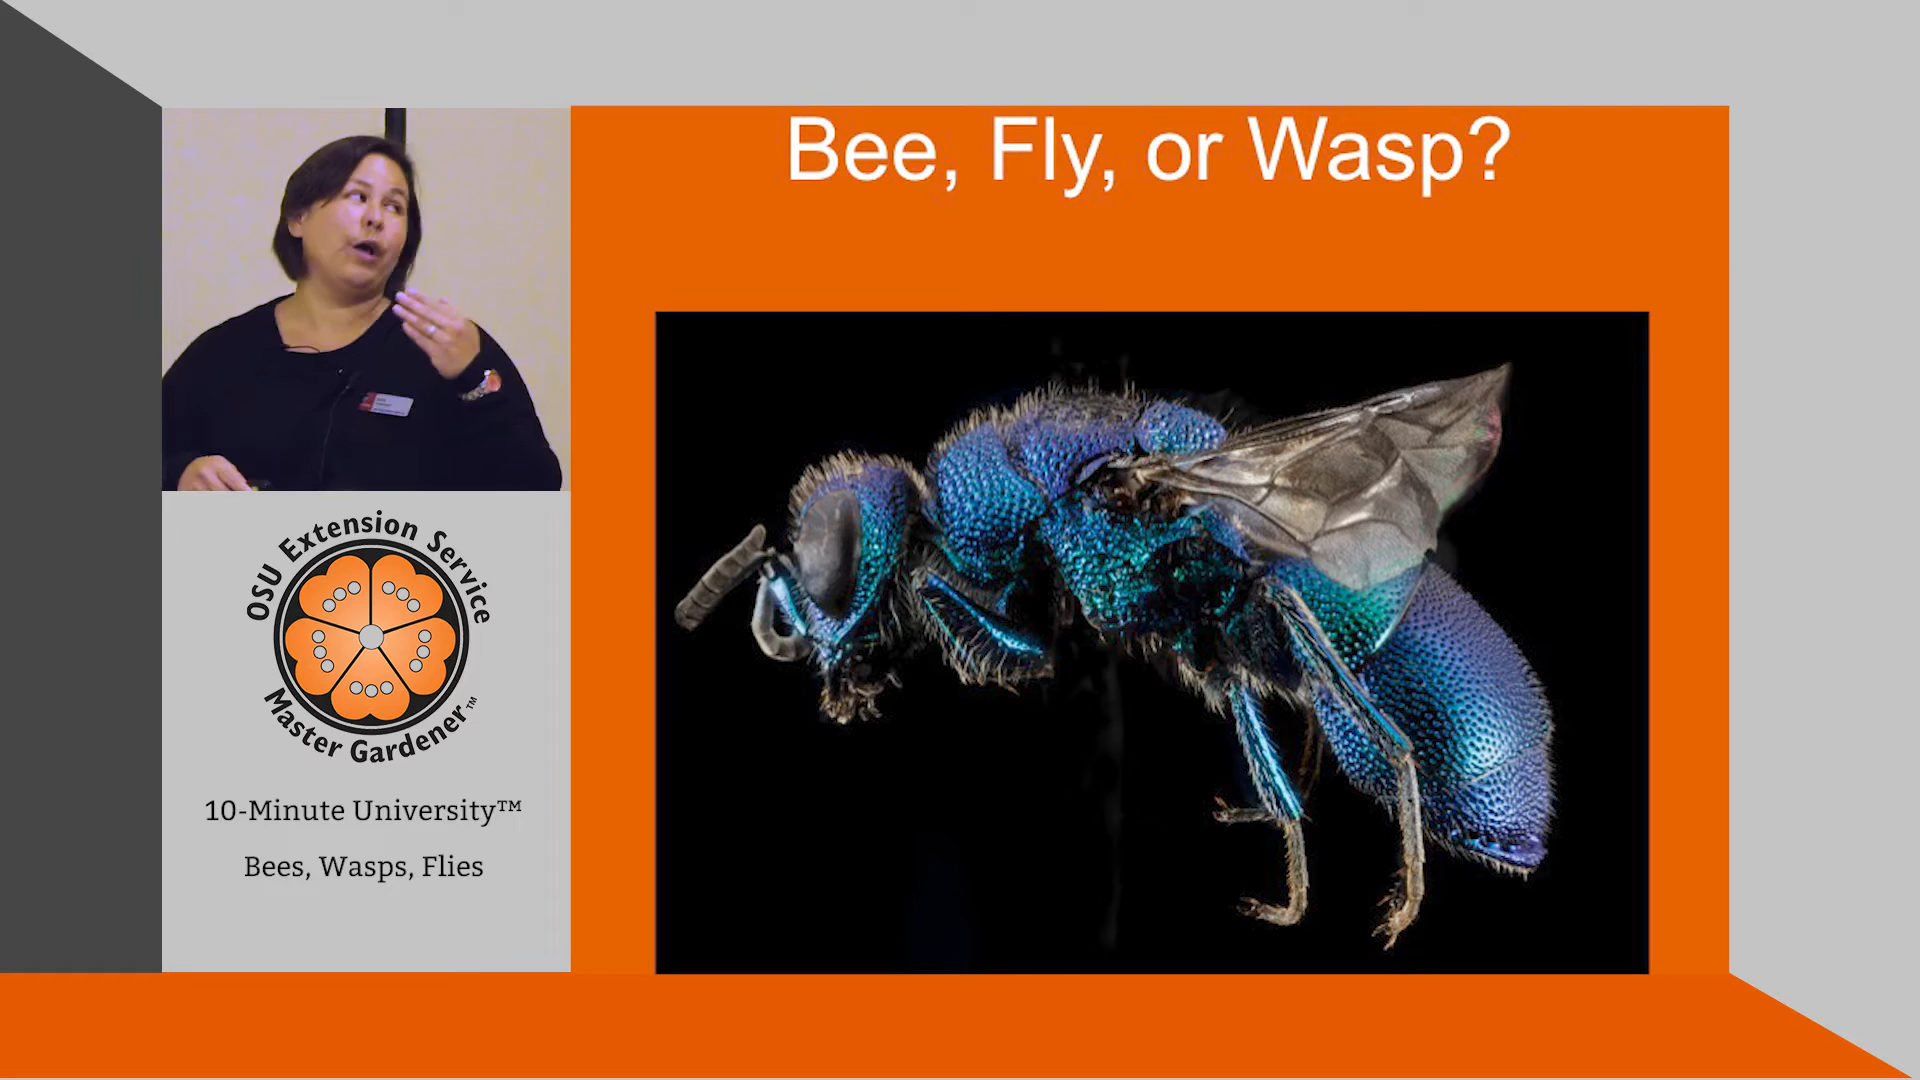 Bee, Fly, or Wasp?
OSU Extension Service
Master Gardener™
10-Minute University™
Bees, Wasps, Flies